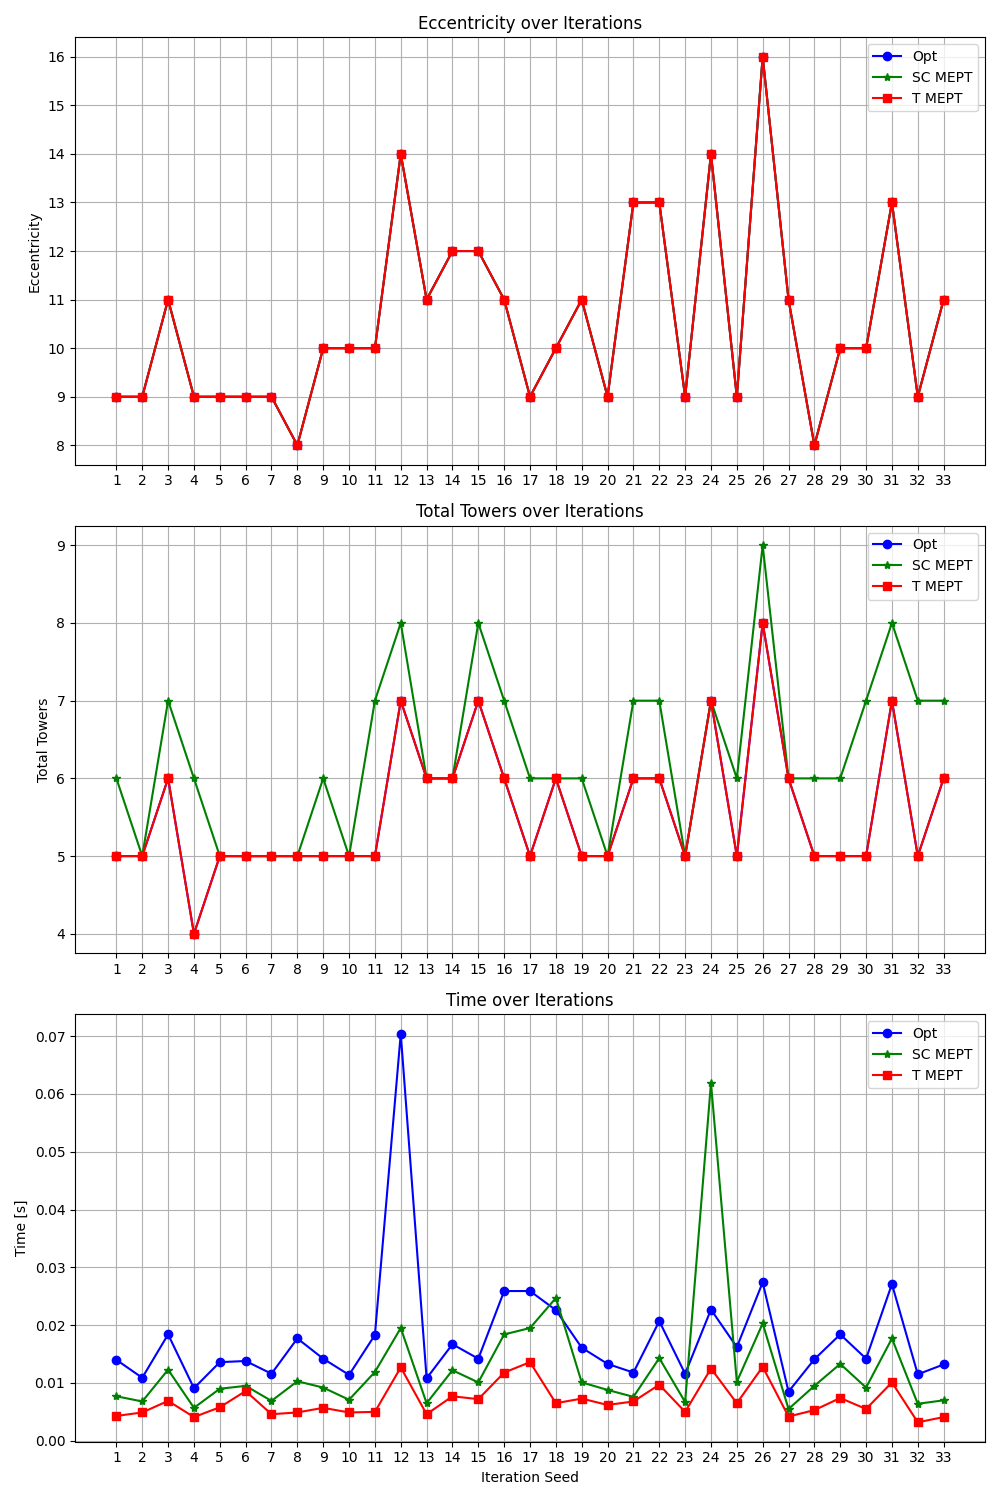 Eccentricity over Iterations
16
15
14
13
12
11
10
9
8
Eccentricity
Opt
SC MEPT
T MEPT
1 2 3 4 5 6 7 8 9 10 11 12 13 14 15 16 17 18 19 20 21 22 23 24 25 26 27 28 29 30 31 32 33
Total Towers over Iterations
9
8
7
6
5
4
Total Towers
Opt
SC MEPT
T MEPT
1 2 3 4 5 6 7 8 9 10 11 12 13 14 15 16 17 18 19 20 21 22 23 24 25 26 27 28 29 30 31 32 33
Time over Iterations
0.07
0.06
0.05
0.04
0.03
0.02
0.01
0.00
Time [s]
Opt
SC MEPT
T MEPT
1 2 3 4 5 6 7 8 9 10 11 12 13 14 15 16 17 18 19 20 21 22 23 24 25 26 27 28 29 30 31 32 33
Iteration Seed